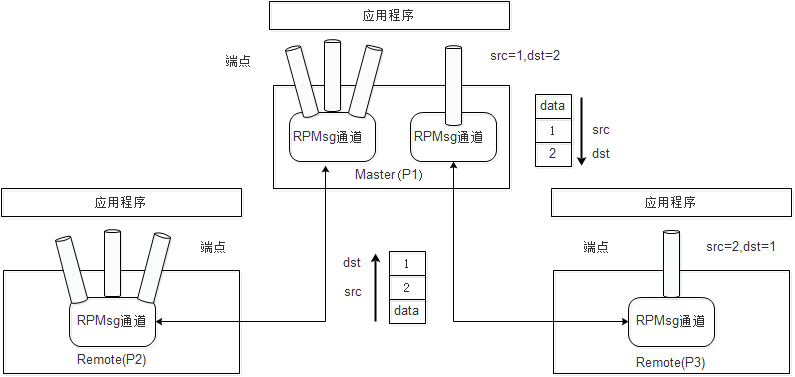 应用程序
端点
src=1,dst=2
RPMsg通道
RPMsg通道
Master(P1)
data
1
src
2
dst
应用程序
端点
RPMsg通道
Remote(P2)
dst
1
src
2
data
应用程序
端点
src=2,dst=1
RPMsg通道
Remote(P3)